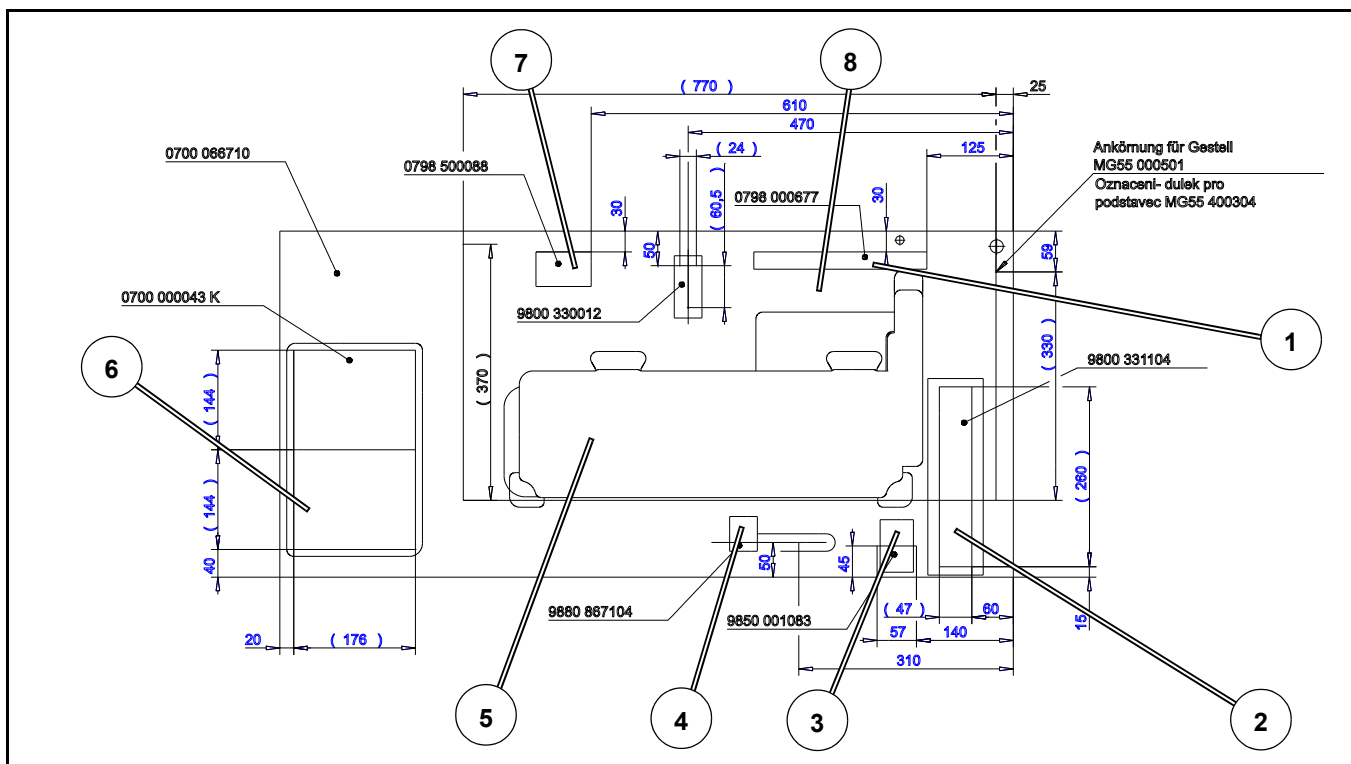 7
8
( 770 )
25
610
470
0700 066710
( 24 )
125
Ankörnung für Gestell
MG55 000501
Oznaceni- dulek pro
podstavec MG55 400304
0798 500088
30
50
( 60,5 )
0798 000677
30
59
0700 000043 K
9800 330012
1
6
( 144 )
( 370 )
( 330 )
9800 331104
( 144 )
( 260 )
40
50
45
9880 867104
9850 001083
( 47 )
60
15
20
( 176 )
57
140
310
5
4
3
2